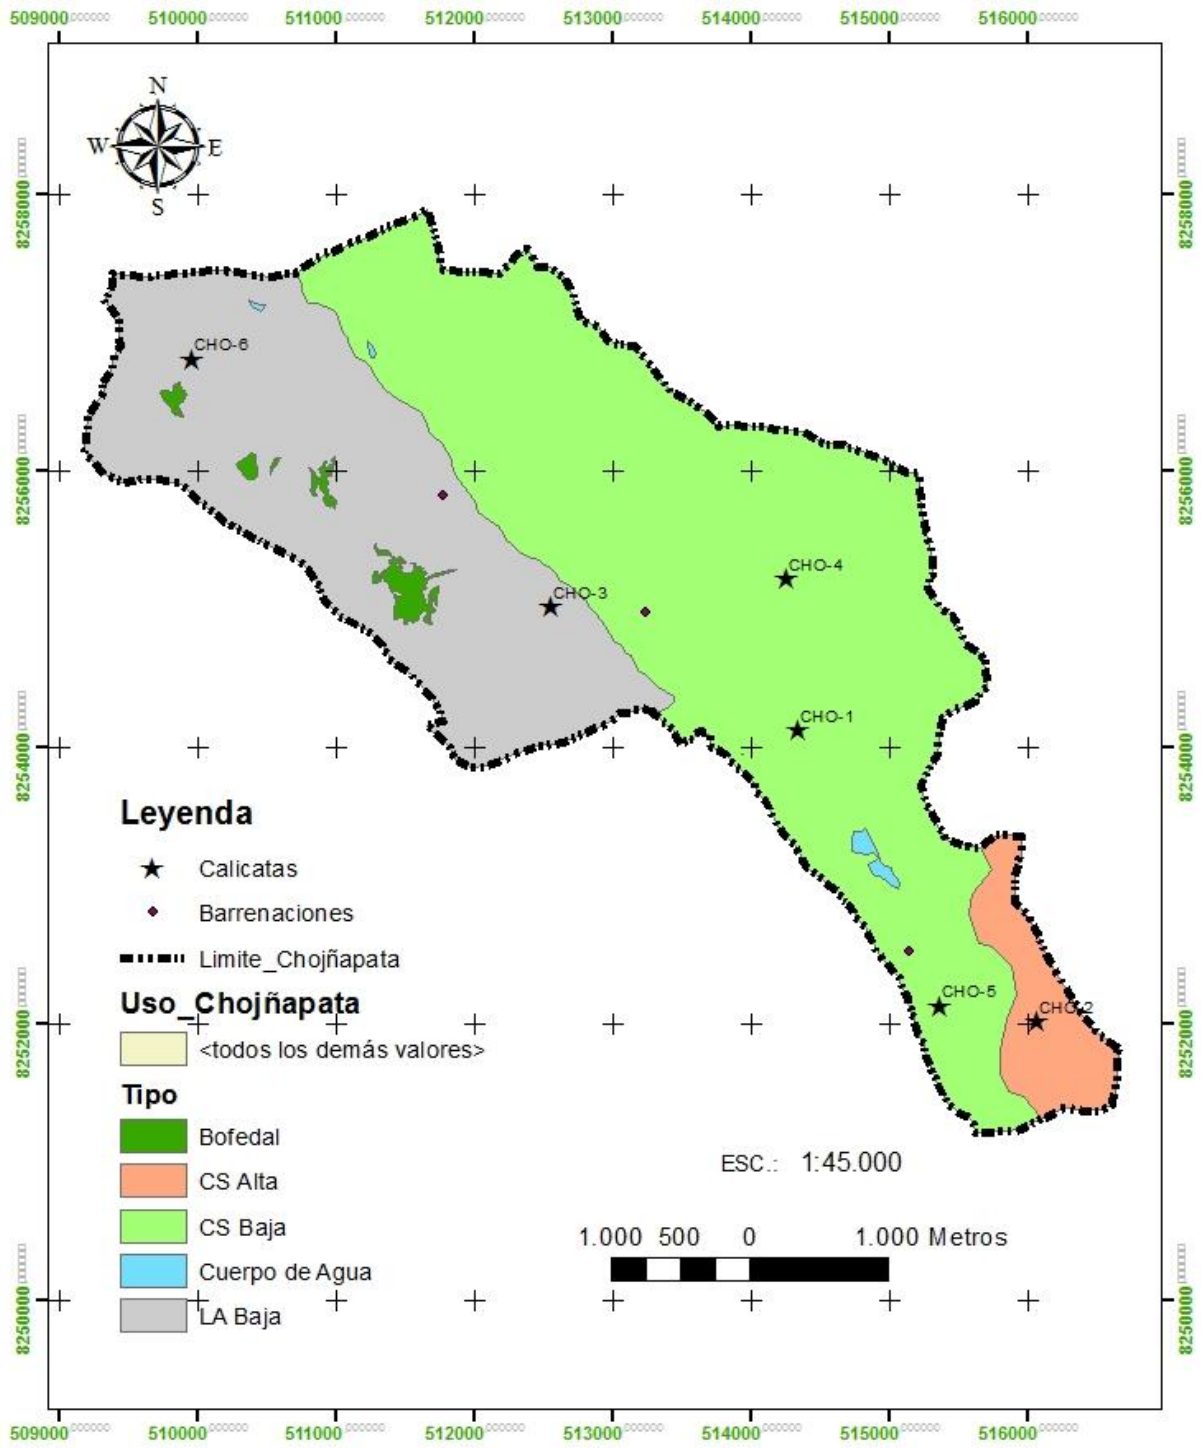 509000 510000 511000 512000 513000 514000 515000 516000
N
W E
S
8258000 8258000
CHO-6
8256000 8256000
CHO-4
CHO-3
CHO-1
8254000 8254000
Leyenda
Calicatas
Barrenaciones
Limite_Chojñapata
CHO-5
CHO-2
Uso_Chojñapata
8252000 8252000
<todos los demás valores>
Tipo
Bofedal
ESC.: 1:45.000
CS Alta
CS Baja
1.000 500 0 1.000 Metros
Cuerpo de Agua
LA Baja
8250000 8250000
509000 510000 511000 512000 513000 514000 515000 516000